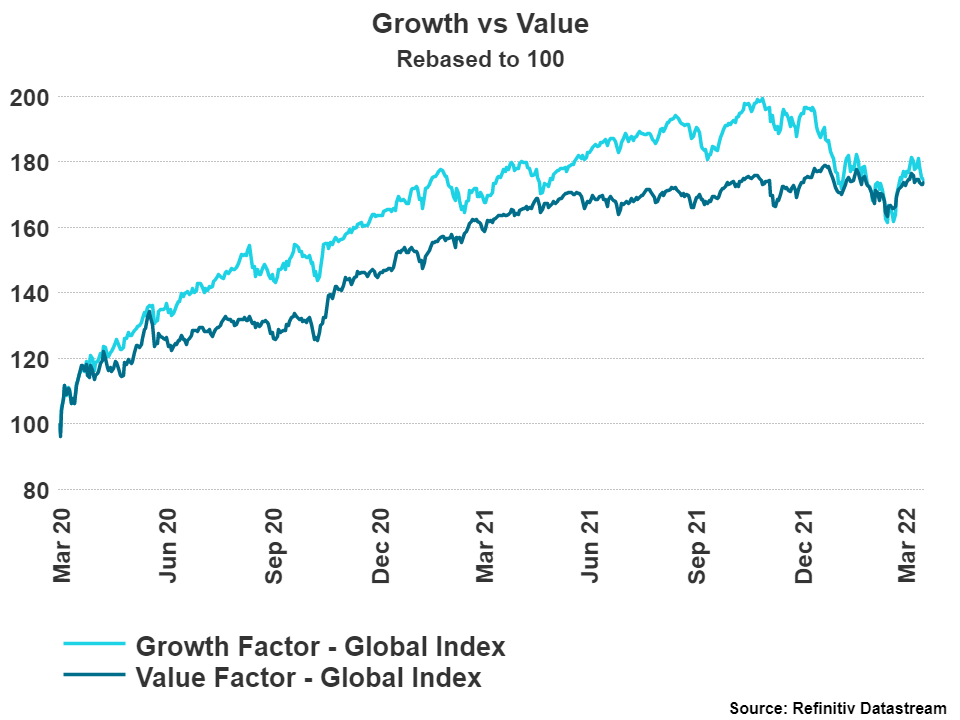 Growth vs Value
Rebased to 100
200
180
160
140
120
100
80
Mar 20
Jun 20
Sep 20
Dec 20
Mar 21
Jun 21
Sep 21
Dec 21
Mar 22
Growth Factor - Global Index
Value Factor - Global Index
Source: Refinitiv Datastream